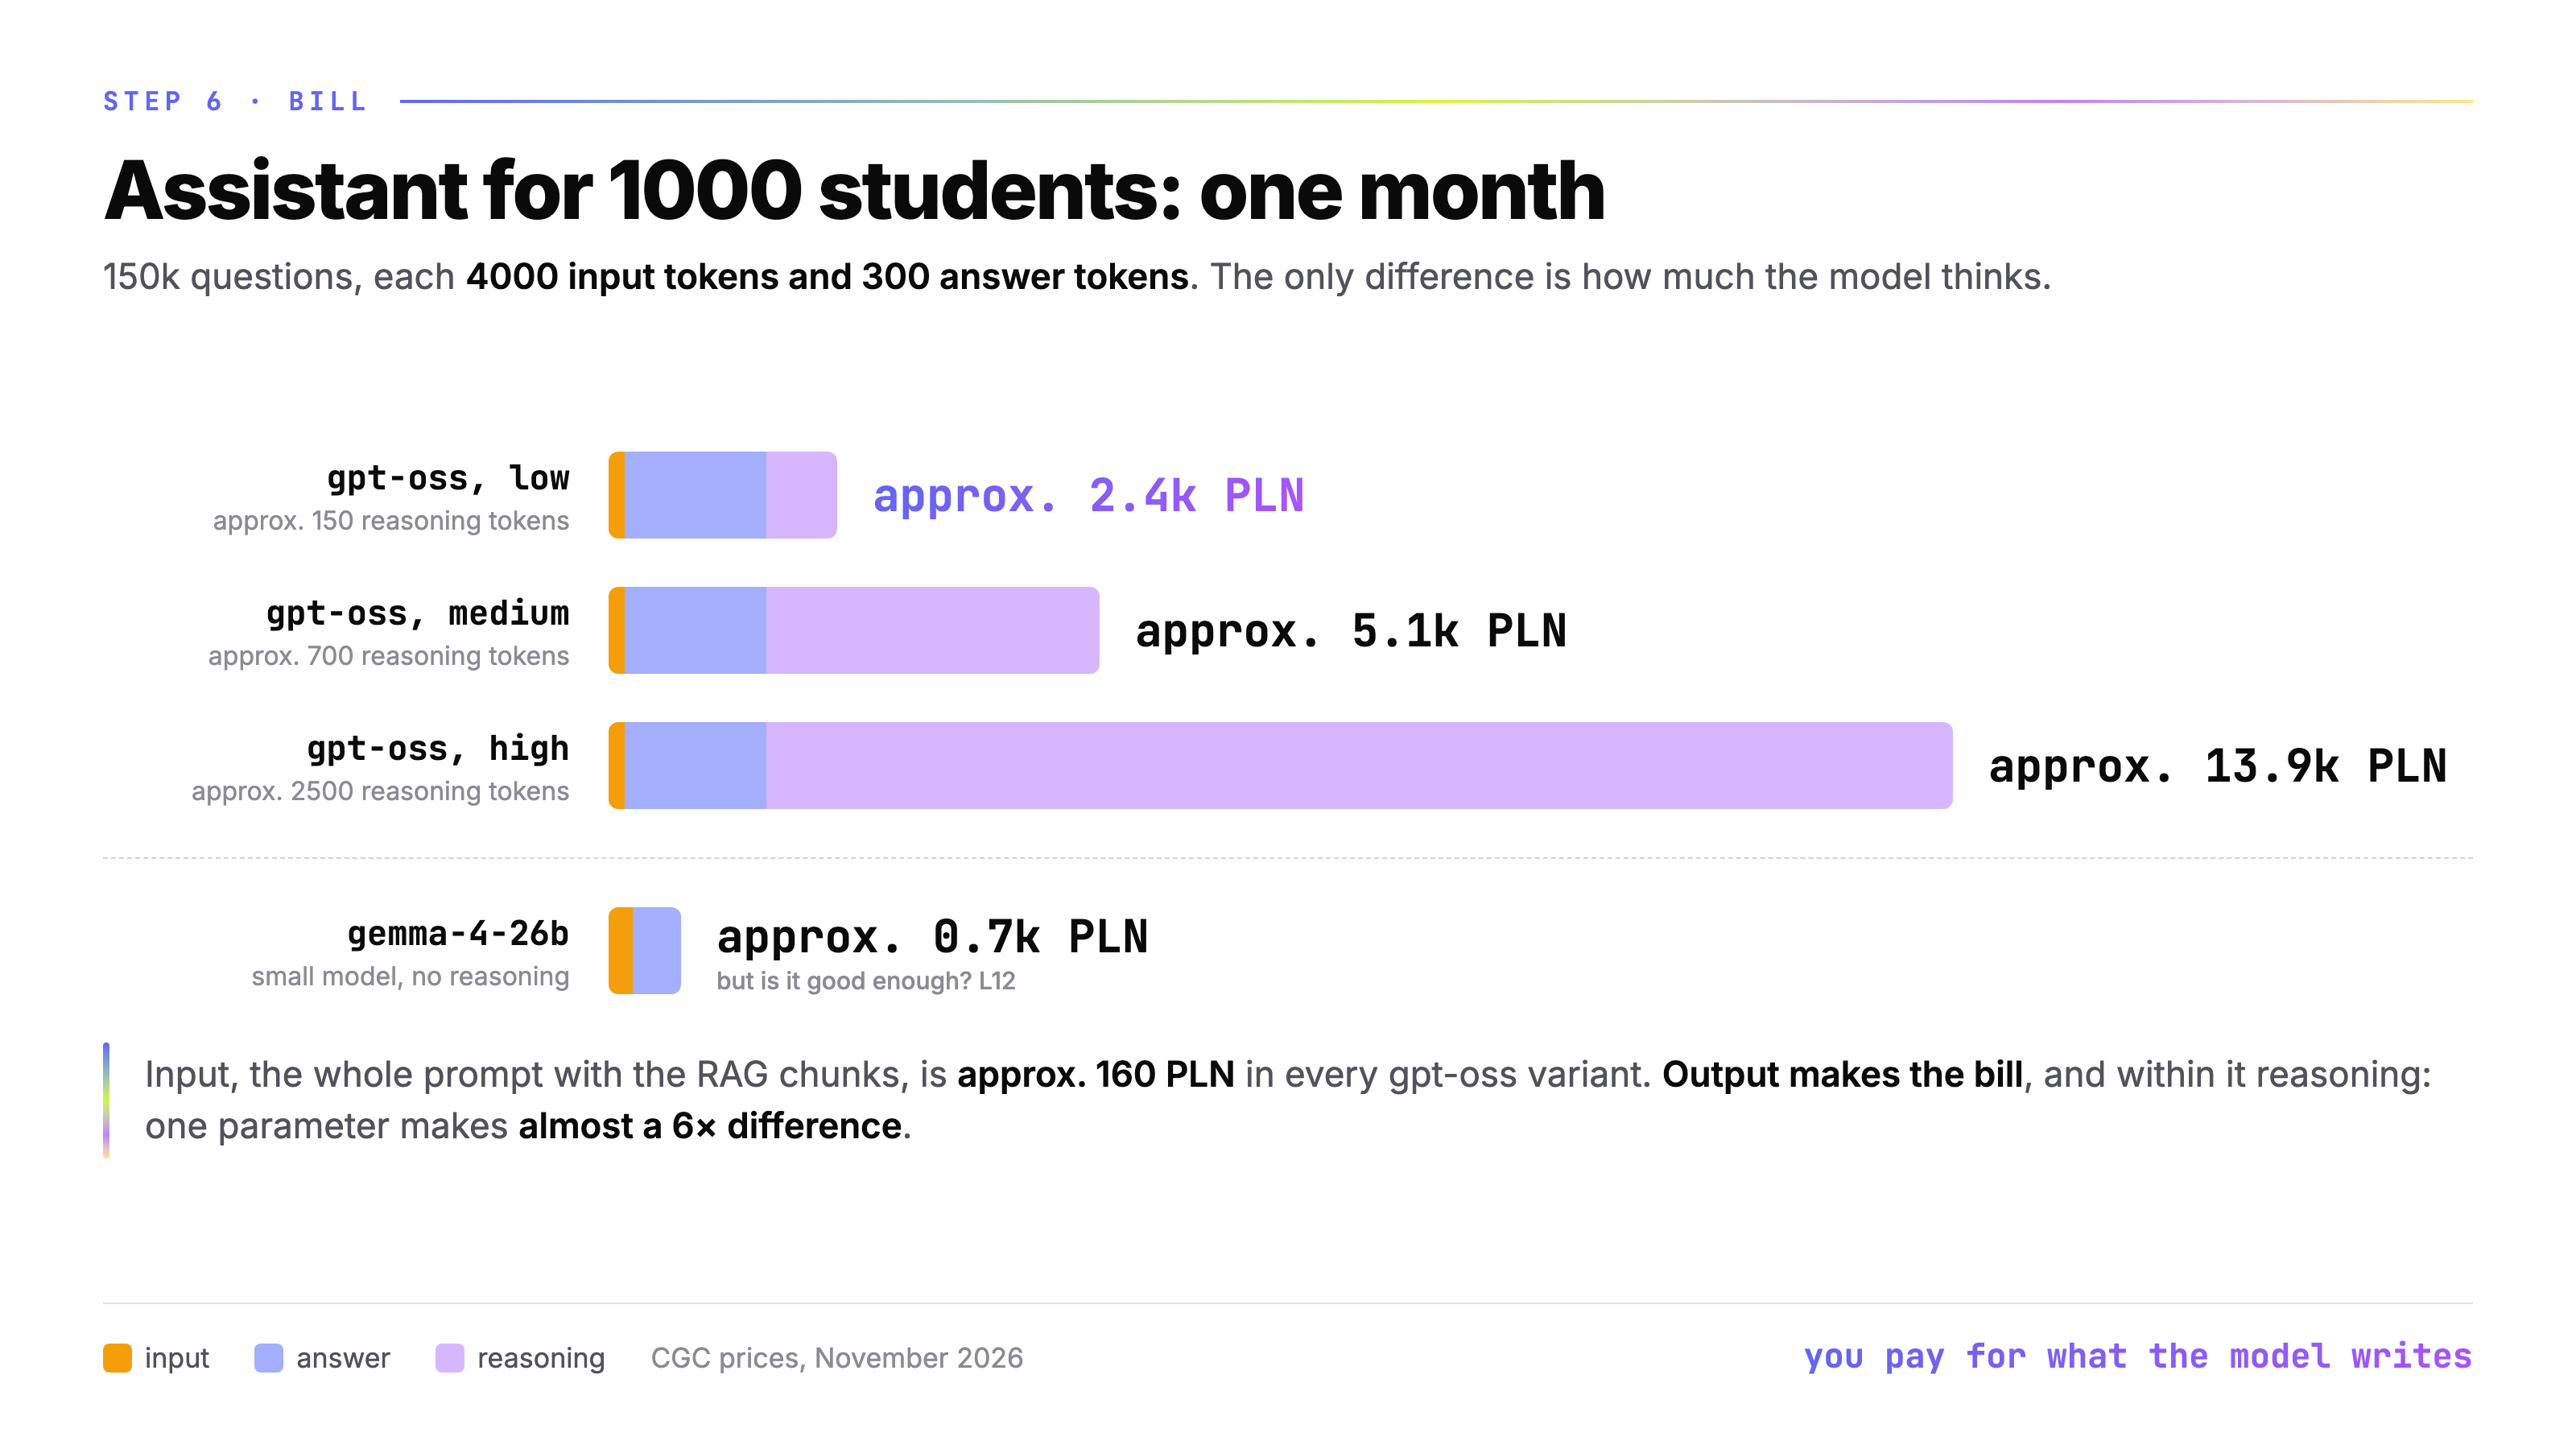 STEP 6 · BILL
Assistant for 1000 students: one month
150k questions, each 4000 input tokens and 300 answer tokens. The only difference is how much the model thinks.
gpt-oss, low
approx. 150 reasoning tokens
approx. 2.4k PLN
gpt-oss, medium
approx. 700 reasoning tokens
approx. 5.1k PLN
gpt-oss, high
approx. 2500 reasoning tokens
approx. 13.9k PLN
gemma-4-26b
small model, no reasoning
approx. 0.7k PLN
but is it good enough? L12
Input, the whole prompt with the RAG chunks, is approx. 160 PLN in every gpt-oss variant. Output makes the bill, and within it reasoning:
one parameter makes almost a 6× difference.
input answer reasoning CGC prices, November 2026
you pay for what the model writes